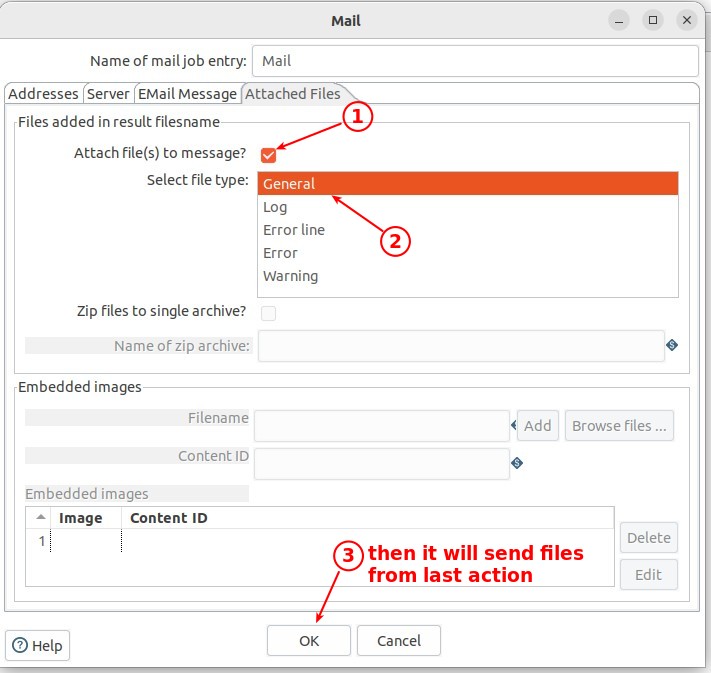 Mail
Name of mail job entry: Mail
Addresses Server EMail Message Attached Files
Files added in result filename
1
Attach file(s) to message?
Select file type: General
Log
Error line
2
Error
Warning
Zip files to single archive?
Name of zip archive:
Embedded images
Filename Add Browse files ...
Content ID
Embedded images
Image Content ID
1
Delete
3 then it will send files
from last action
Edit
OK Cancel
? Help